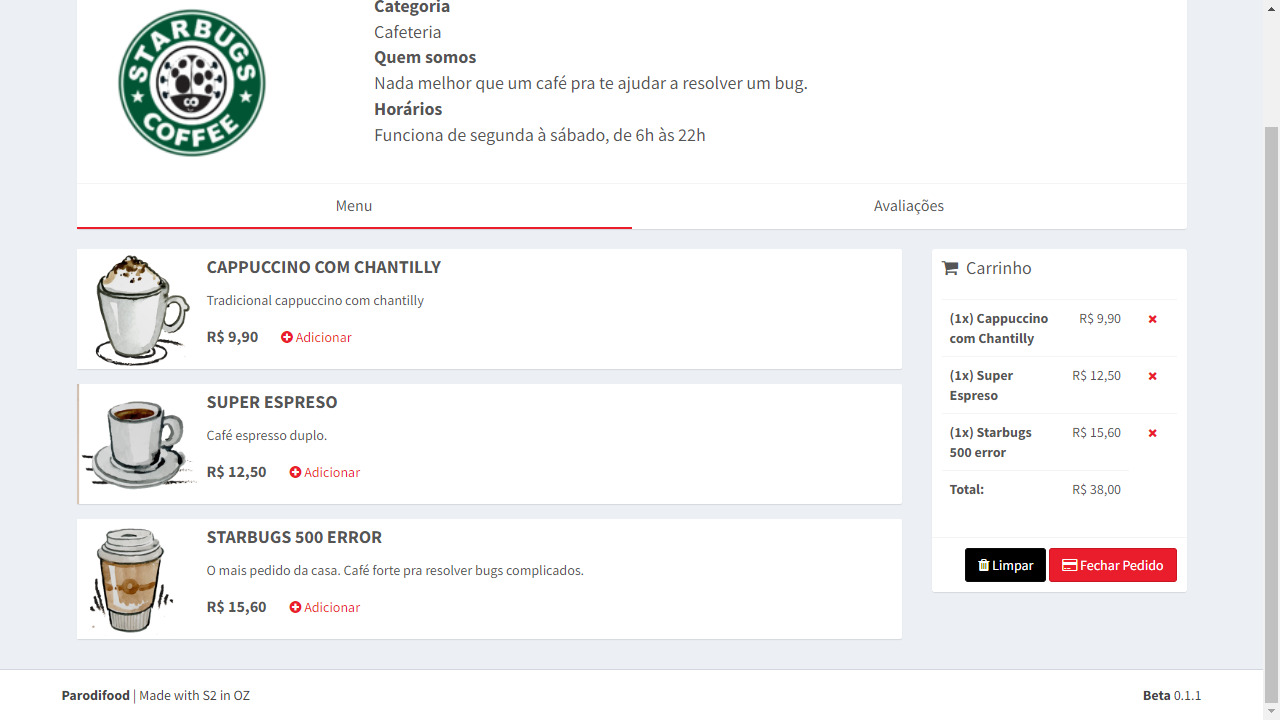 STARBUGS
COFFEE
Categoria
Cafeteria
Quem somos
Nada melhor que um café pra te ajudar a resolver um bug.
Horários
Funciona de segunda à sábado, de 6h às 22h
Menu
Avaliações
CAPPUCCINO COM CHANTILLY
Tradicional cappuccino com chantilly
R$ 9,90
Adicionar
SUPER ESPRESO
Café espresso duplo.
R$ 12,50
Adicionar
STARBUGS 500 ERROR
O mais pedido da casa. Café forte pra resolver bugs complicados.
R$ 15,60
Adicionar
Carrinho
(1x) Cappuccino R$ 9,90
com Chantilly
(1x) Super R$ 12,50
Espreso
(1x) Starbugs R$ 15,60
500 error
Total: R$ 38,00
Limpar
Fechar Pedido
Parodifood | Made with S2 in OZ
Beta 0.1.1